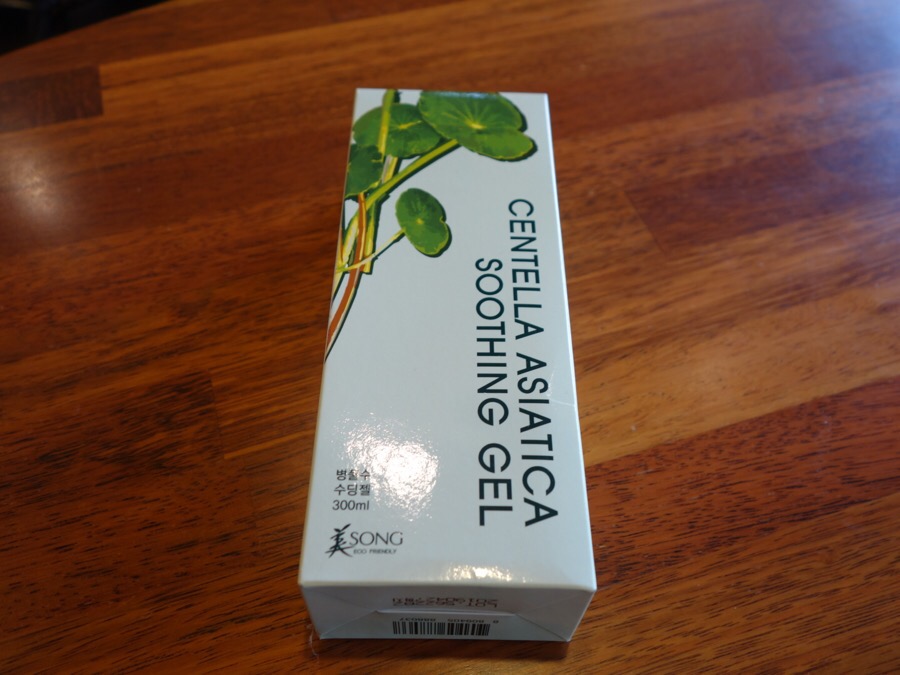 CENTELLA ASIATICA
SOOTHING GEL
병풀수
수딩젤
300ml
美SONG
ECO FRIENDLY